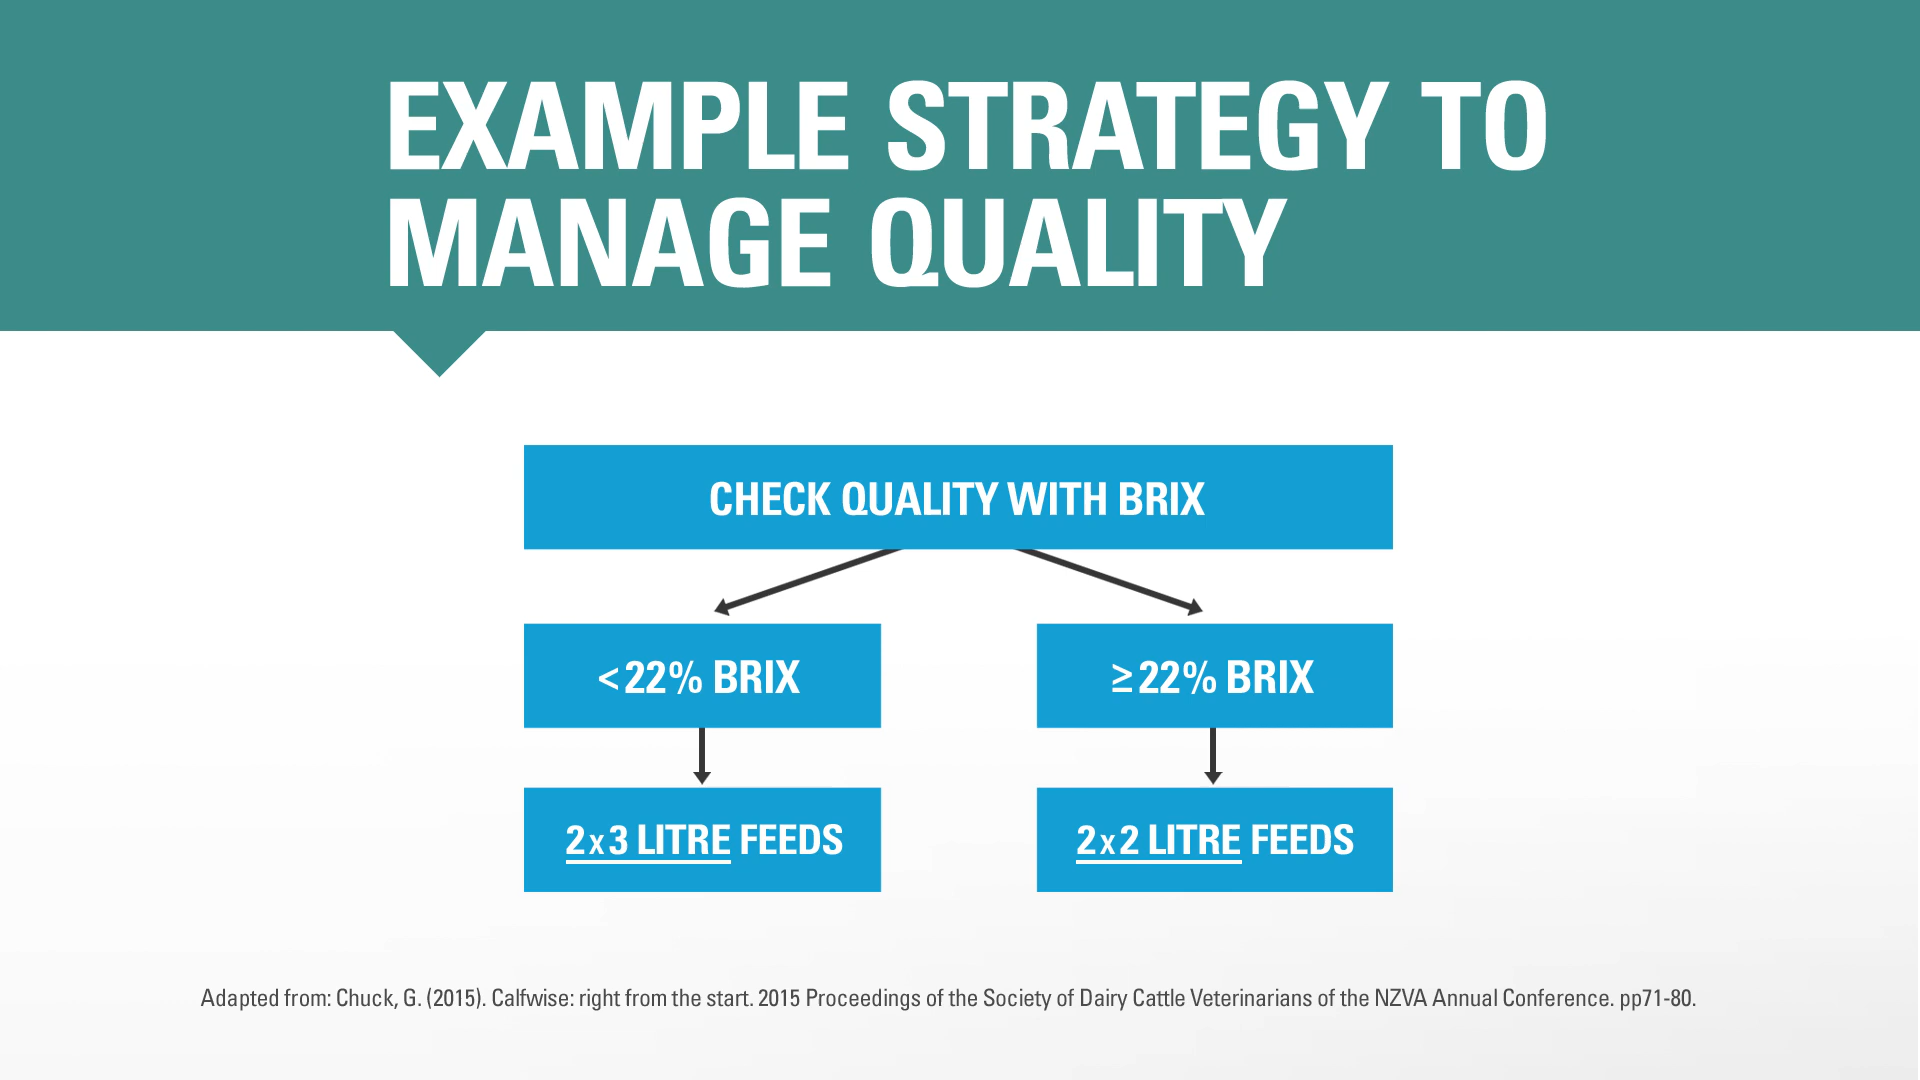 EXAMPLE STRATEGY TO
MANAGE QUALITY
CHECK QUALITY WITH BRIX
<22% BRIX
≥22% BRIX
2x3 LITRE FEEDS
2x2 LITRE FEEDS
Adapted from: Chuck, G. (2015). Calfwise: right from the start. 2015 Proceedings of the Society of Dairy Cattle Veterinarians of the NZVA Annual Conference. pp71-80.